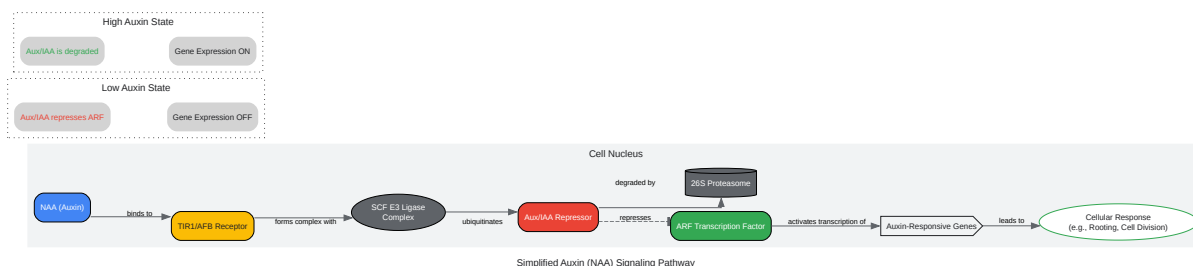 High Auxin State
Aux/IAA is degraded
Gene Expression ON
Low Auxin State
Aux/IAA represses ARF
Gene Expression OFF
Cell Nucleus
NAA (Auxin)
binds to
TIR1/AFB Receptor
forms complex with
SCF E3 Ligase
Complex
ubiquitinates
Aux/IAA Repressor
degraded by
26S Proteasome
represses
ARF Transcription Factor
activates transcription of
Auxin-Responsive Genes
leads to
Cellular Response
(e.g., Rooting, Cell Division)
Simplified Auxin (NAA) Signaling Pathway